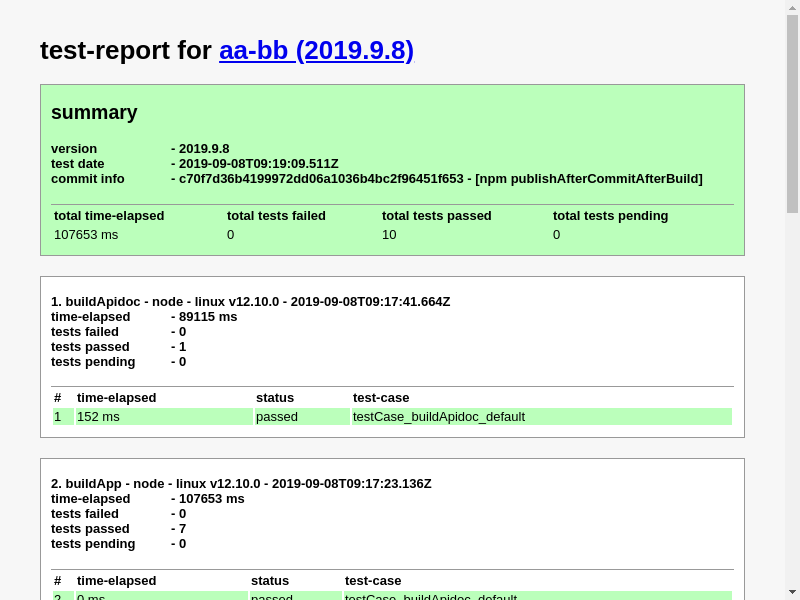 test-report for aa-bb (2019.9.8)
summary
version - 2019.9.8
test date - 2019-09-08T09:19:09.511Z
commit info - c70f7d36b4199972dd06a1036b4bc2f96451f653 - [npm publishAfterCommitAfterBuild]
total time-elapsed total tests failed total tests passed total tests pending
107653 ms 0 10 0
1. buildApidoc - node - linux v12.10.0 - 2019-09-08T09:17:41.664Z
time-elapsed - 89115 ms
tests failed - 0
tests passed - 1
tests pending - 0
# time-elapsed status test-case
1 152 ms passed testCase_buildApidoc_default
2. buildApp - node - linux v12.10.0 - 2019-09-08T09:17:23.136Z
time-elapsed - 107653 ms
tests failed - 0
tests passed - 7
tests pending - 0
# time-elapsed status test-case
2 0 ms passed testCase_buildApidoc_default